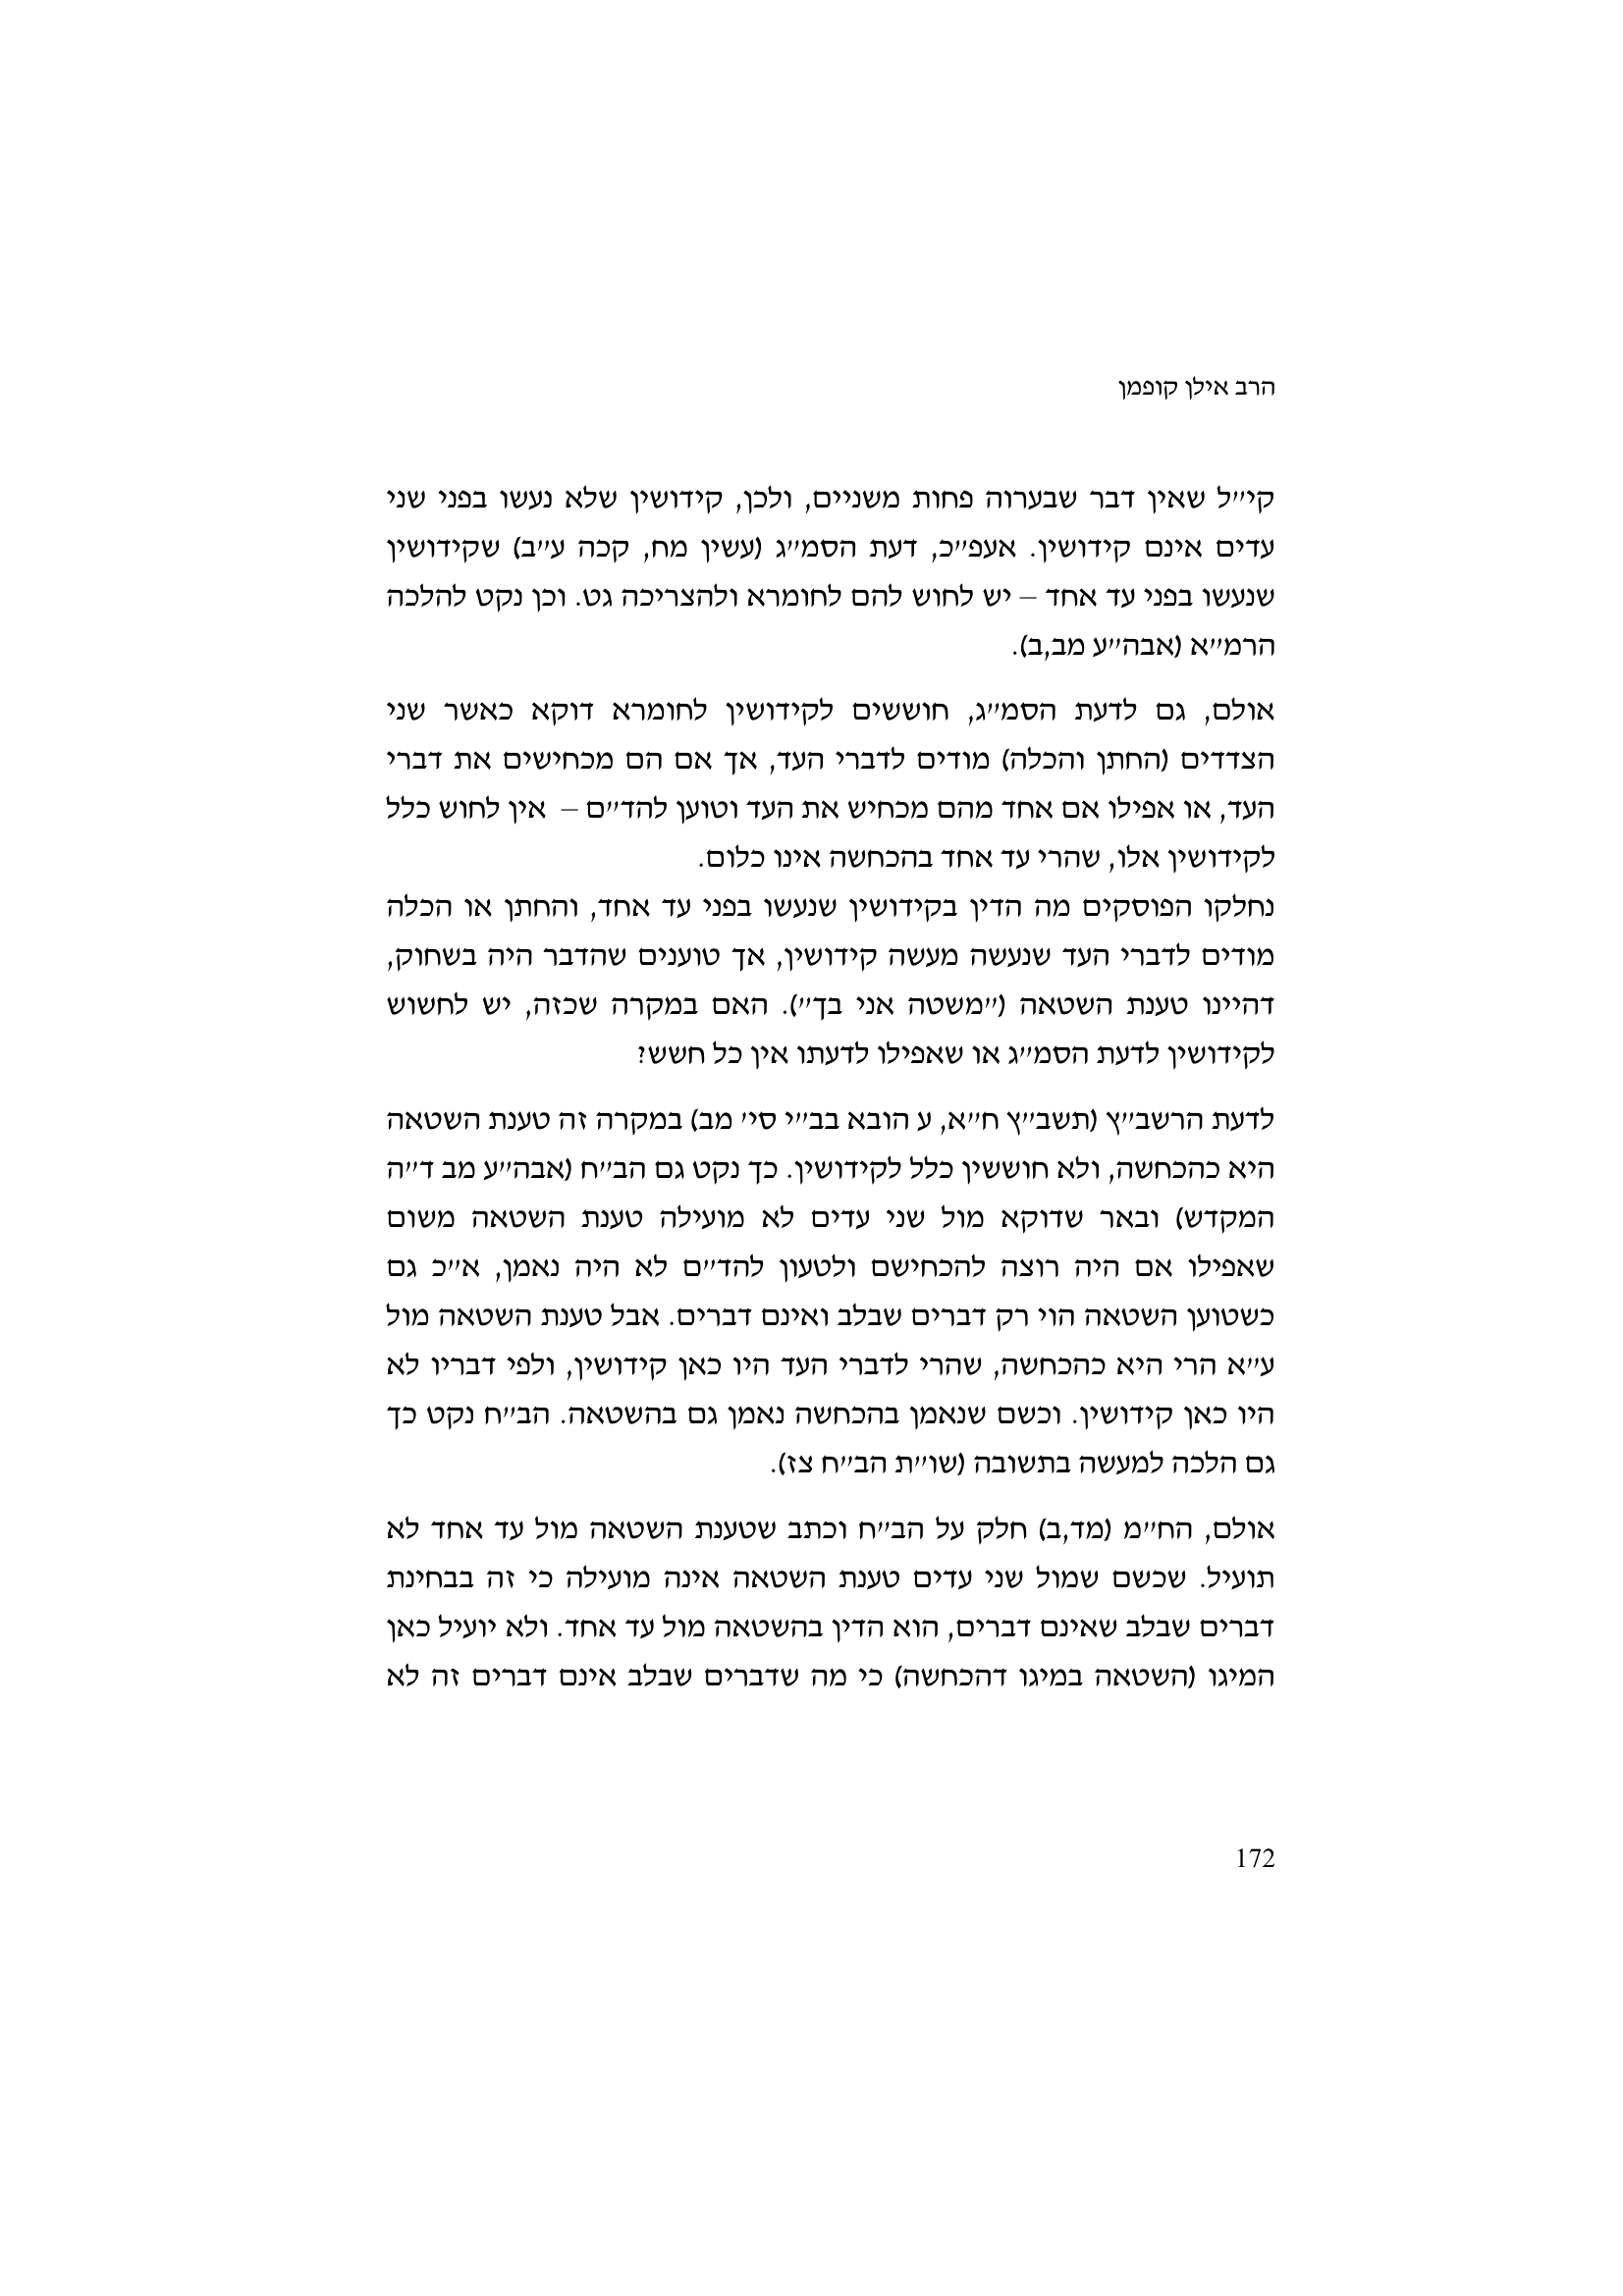 הרב אילן קופמן
קי״ל שאין דבר שבערוה פחות משניים, ולכן, קידושין שלא נעשו בפני שני
עדים אינם קידושין. אעפ״כ, דעת הסמ״ג (עשין מח, קכה ע״ב) שקידושין
שנעשו בפני עד אחד – יש לחוש להם לחומרא ולהצריכה גט. וכן נקט להלכה
הרמ״א (אבה״ע מב,ב).
אולם, גם לדעת הסמ״ג, חוששים לקידושין לחומרא דוקא כאשר שני
הצדדים (החתן והכלה) מודים לדברי העד, אך אם הם מכחישים את דברי
העד, או אפילו אם אחד מהם מכחיש את העד וטוען להד״ם – אין לחוש כלל
לקידושין אלו, שהרי עד אחד בהכחשה אינו כלום.
נחלקו הפוסקים מה הדין בקידושין שנעשו בפני עד אחד, והחתן או הכלה
מודים לדברי העד שנעשה מעשה קידושין, אך טוענים שהדבר היה בשחוק,
דהיינו טענת השטאה (״משטה אני בך״). האם במקרה שכזה, יש לחשוש
לקידושין לדעת הסמ״ג או שאפילו לדעתו אין כל חשש?
לדעת הרשב״ץ (תשב״ץ ח״א, ע הובא בב״י סי׳ מב) במקרה זה טענת השטאה
היא כהכחשה, ולא חוששין כלל לקידושין. כך נקט גם הב״ח (אבה״ע מב ד״ה
המקדש) ובאר שדוקא מול שני עדים לא מועילה טענת השטאה משום
שאפילו אם היה רוצה להכחישם ולטעון להד״ם לא היה נאמן, א״כ גם
כשטוען השטאה הוי רק דברים שבלב ואינם דברים. אבל טענת השטאה מול
ע״א הרי היא כהכחשה, שהרי לדברי העד היו כאן קידושין, ולפי דבריו לא
היו כאן קידושין. וכשם שנאמן בהכחשה נאמן גם בהשטאה. הב״ח נקט כך
גם הלכה למעשה בתשובה (שו״ת הב״ח צז).
אולם, הח״מ (מד,ב) חלק על הב״ח וכתב שטענת השטאה מול עד אחד לא
תועיל. שכשם שמול שני עדים טענת השטאה אינה מועילה כי זה בבחינת
דברים שבלב שאינם דברים, הוא הדין בהשטאה מול עד אחד. ולא יועיל כאן
המיגו (השטאה במיגו דהכחשה) כי מה שדברים שבלב אינם דברים זה לא
172